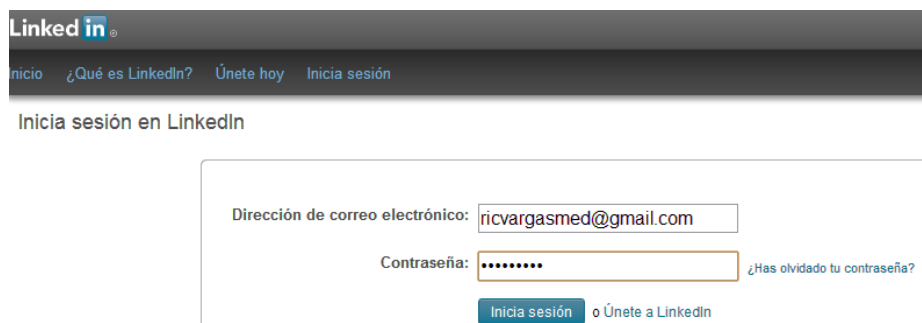 Linked in ®
Inicio ¿Qué es LinkedIn? Únete hoy Inicia sesión
Inicia sesión en LinkedIn
Dirección de correo electrónico: ricvargasmed@gmail.com
Contraseña: ••••••••• ¿Has olvidado tu contraseña?
Inicia sesión o Únete a LinkedIn